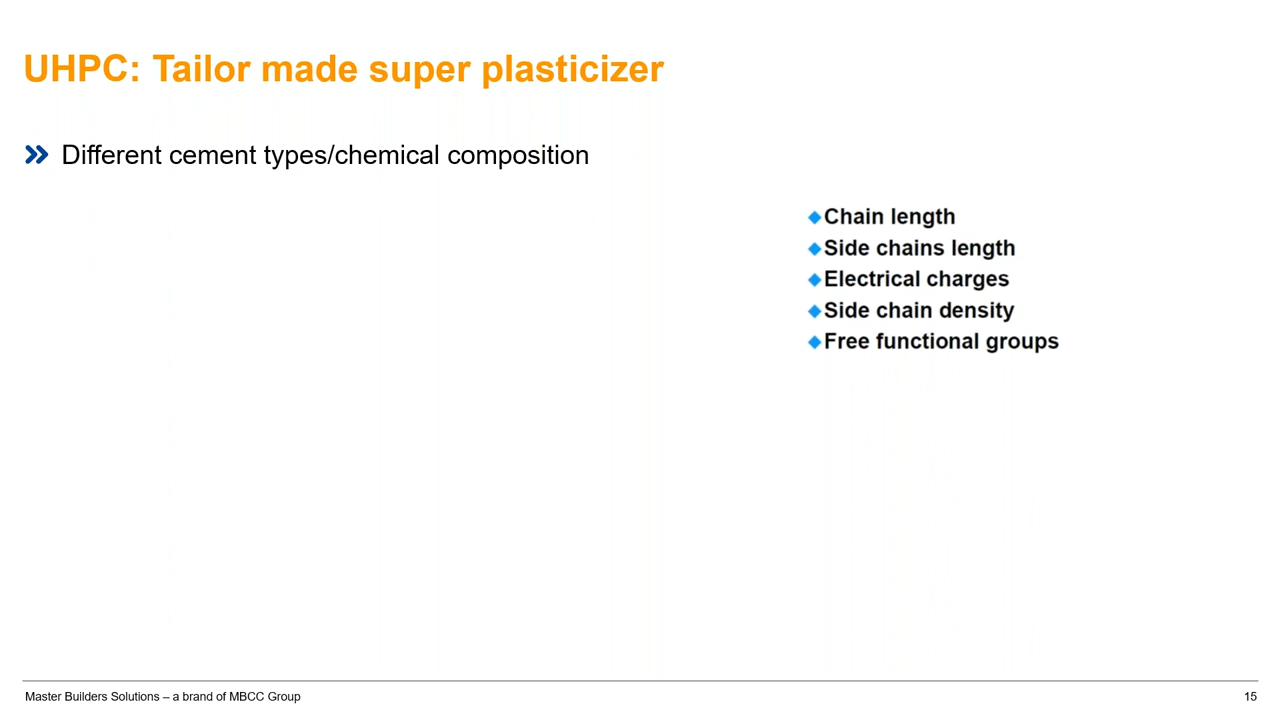 UHPC: Tailor made super plasticizer
Different cement types/chemical composition
Chain length
Side chains length
Electrical charges
Side chain density
Free functional groups
Master Builders Solutions – a brand of MBCC Group
15